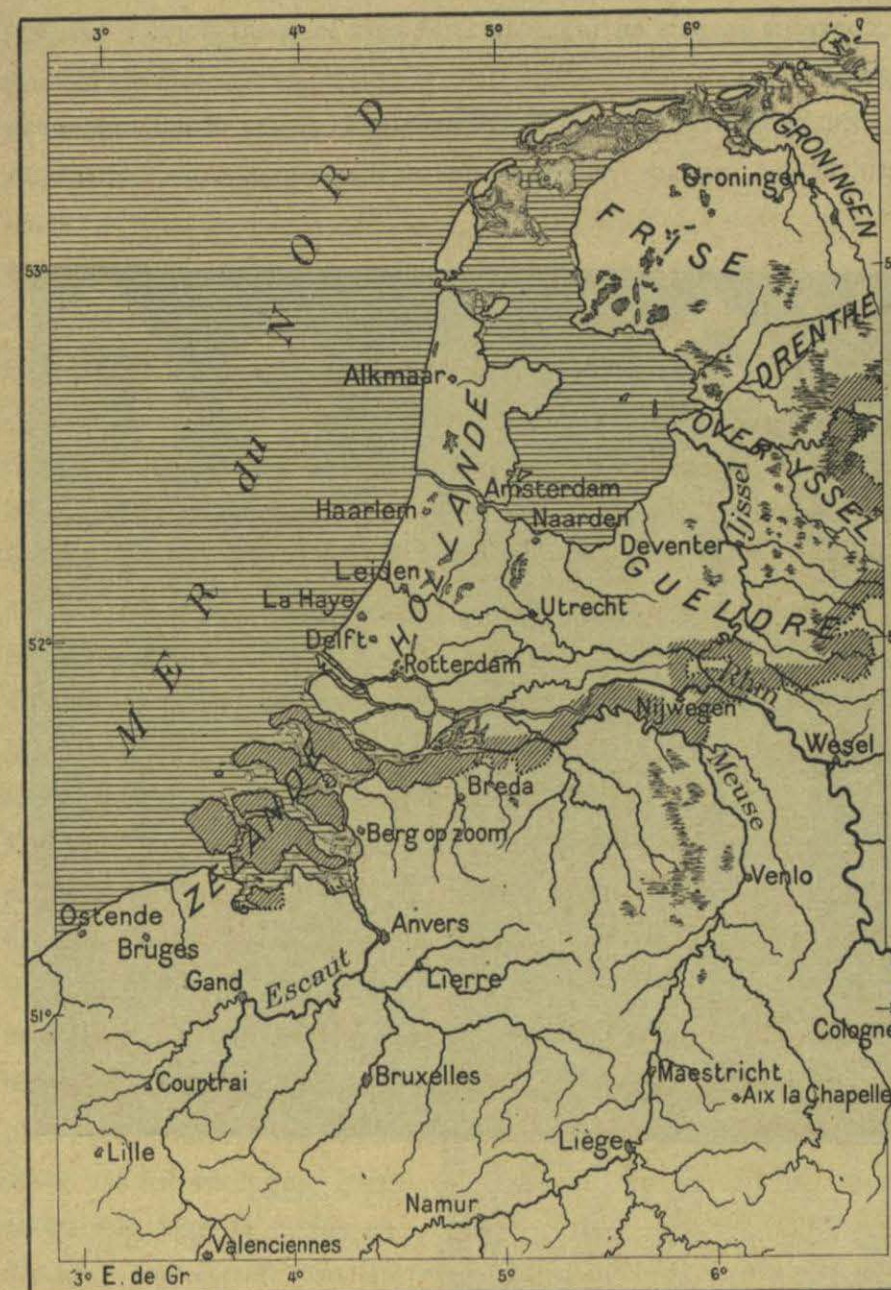 3° 4° 5° 6°
MER du NORD
GRONINGEN
Groningen
FRISE
53°
DRENTHE
Alkmaar
OVERYSSEL
HOLLANDE
Amsterdam
Haarlem
Naarden
Ijssel
Deventer
GUELDRE
Leiden
La Haye
Utrecht
Delft
52°
Rotterdam
Rhin
Nijwegen
Wesel
Meuse
ZELANDE
Breda
Berg op zoom
Venlo
Ostende
Bruges
Anvers
Gand
Escaut
Lierre
51°
Cologne
Courtrai
Bruxelles
Maestricht
Aix la Chapelle
Lille
Liège
Namur
Valenciennes
3° E. de Gr 4° 5° 6°